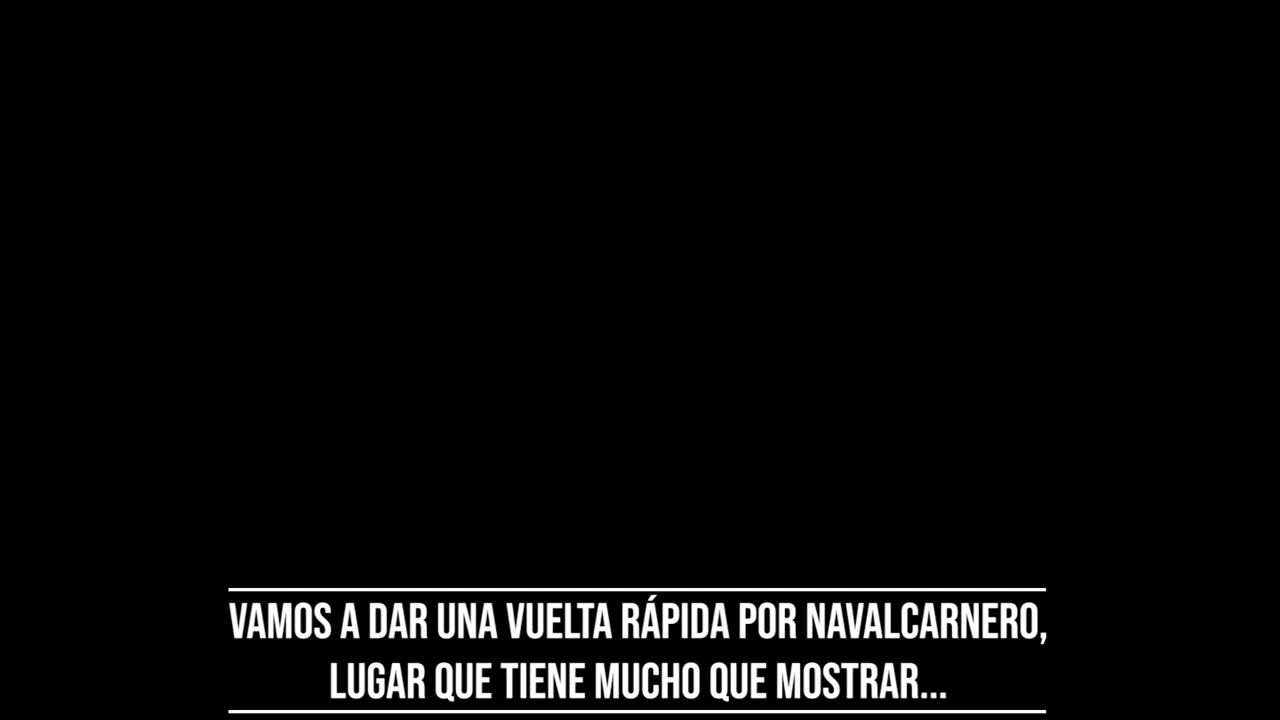 VAMOS A DAR UNA VUELTA RÁPIDA POR NAVALCARNERO,
LUGAR QUE TIENE MUCHO QUE MOSTRAR...